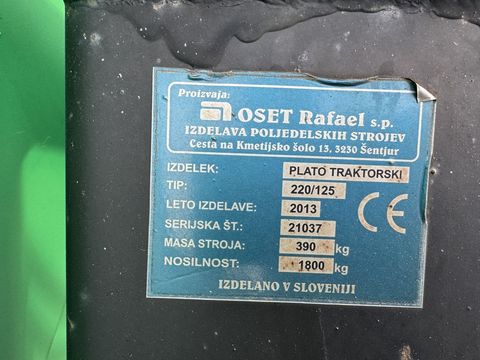 Proizvaja:
OSET Rafael s.p.
IZDELAVA POLJEDELSKIH STROJEV
Cesta na Kmetijsko šolo 13, 3230 Šentjur
IZDELEK: PLATO TRAKTORSKI
TIP: 220/125
LETO IZDELAVE: 2013
SERIJSKA ŠT.: 21037
MASA STROJA: 390 kg
NOSILNOST: 1800 kg
CE
IZDELANO V SLOVENIJI